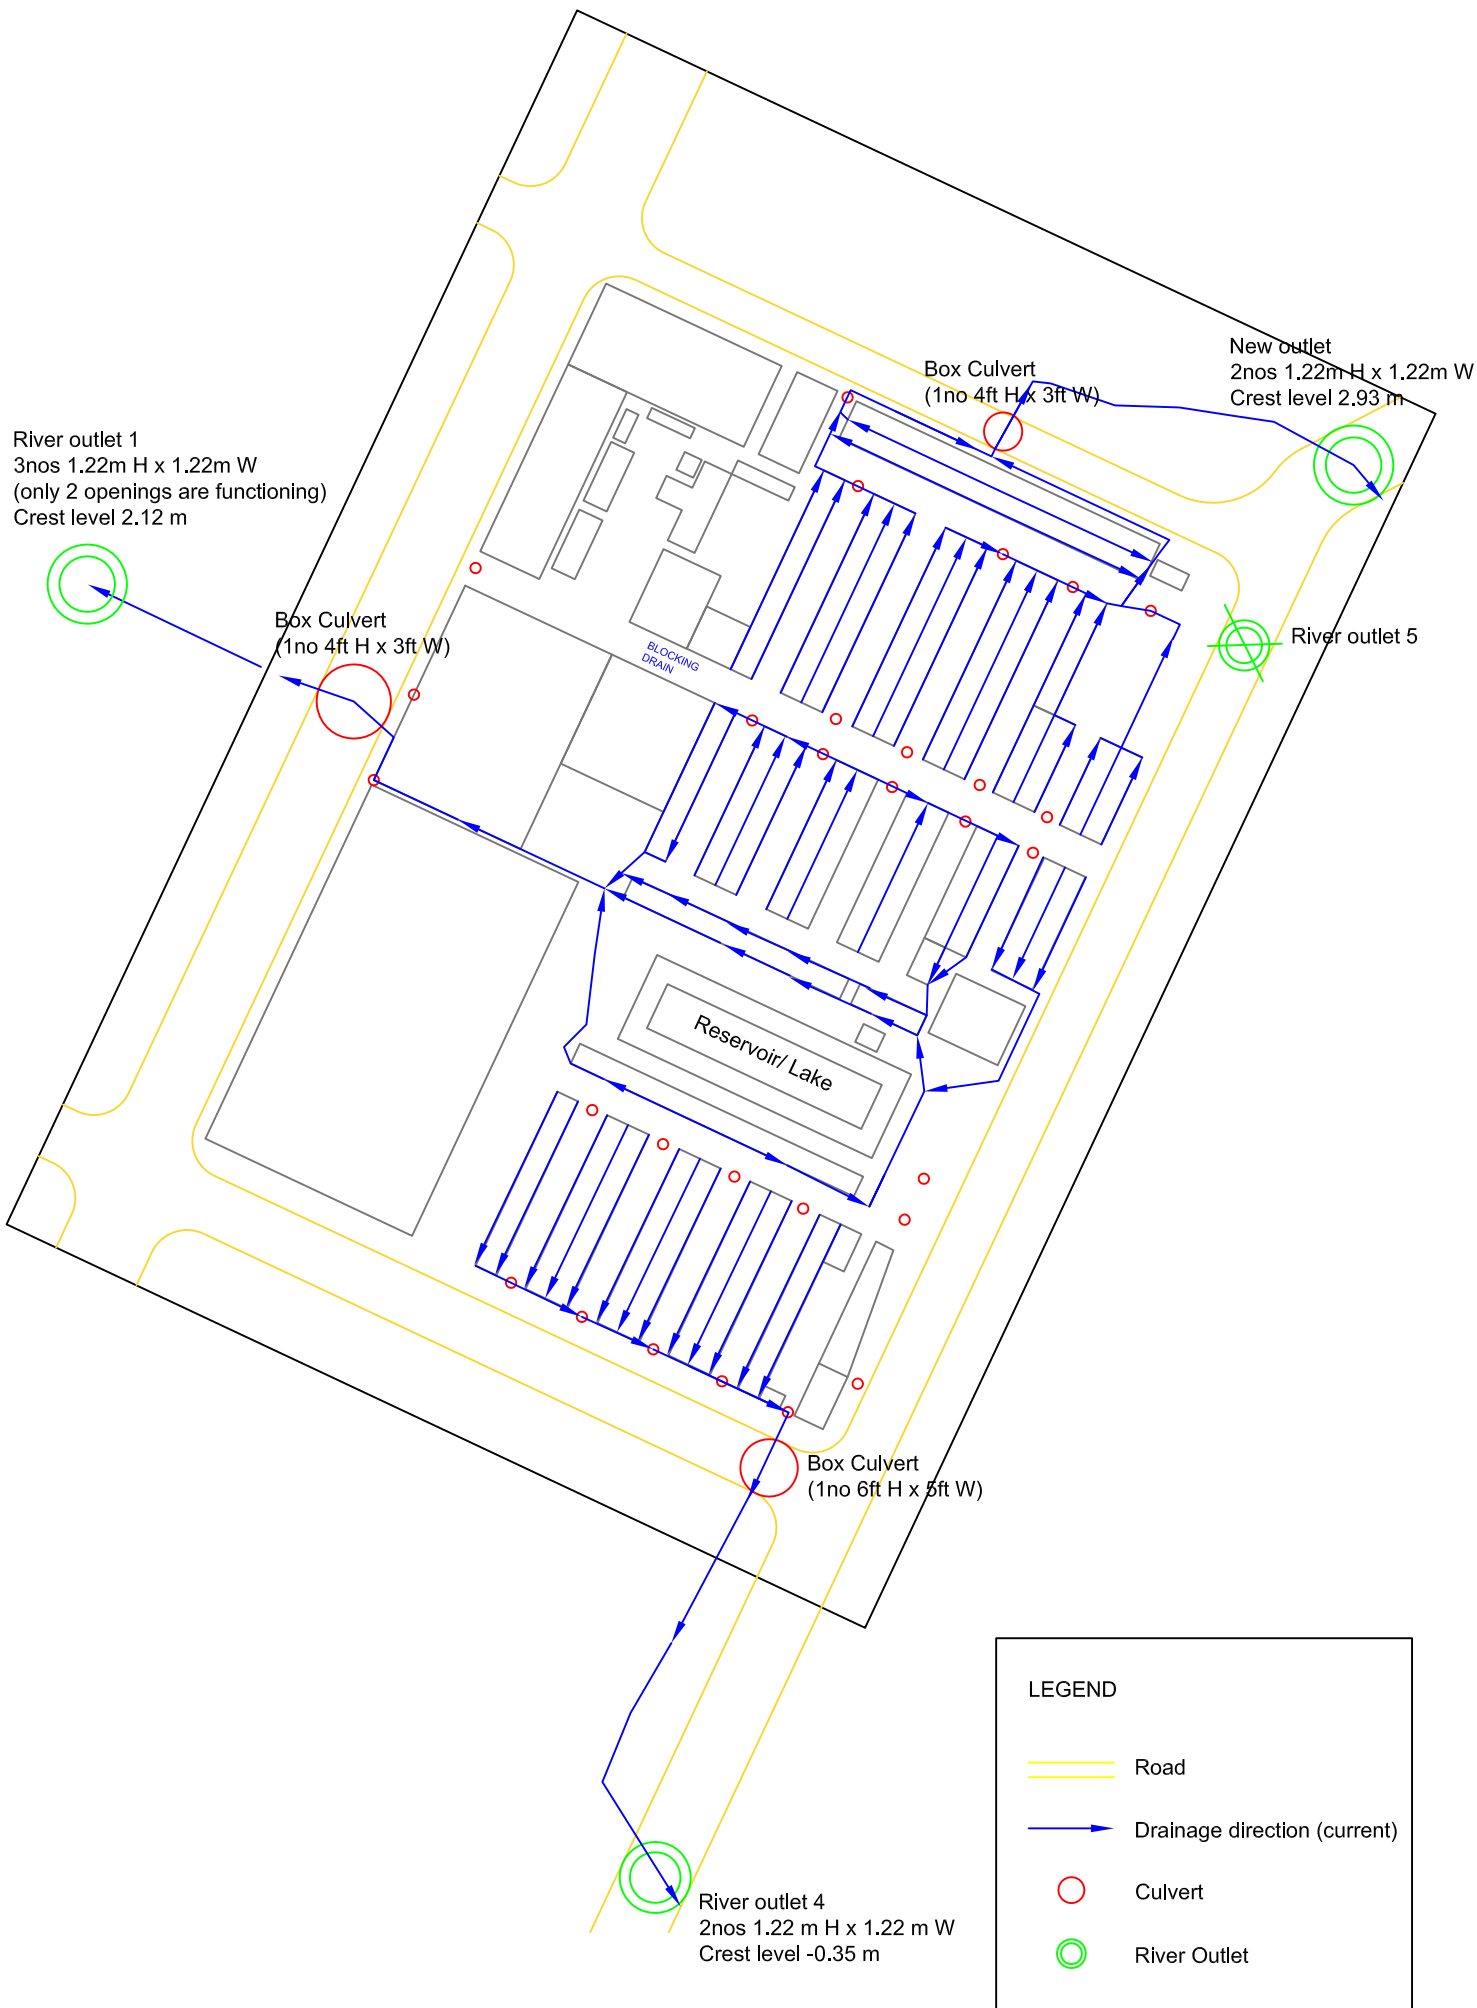 New outlet
2nos 1.22m H x 1.22m W
Crest level 2.93 m
Box Culvert
(1no 4ft H x 3ft W)
River outlet 1
3nos 1.22m H x 1.22m W
(only 2 openings are functioning)
Crest level 2.12 m
Box Culvert
(1no 4ft H x 3ft W)
River outlet 5
BLOCKING
DRAIN
Reservoir/ Lake
Box Culvert
(1no 6ft H x 5ft W)
River outlet 4
2nos 1.22 m H x 1.22 m W
Crest level -0.35 m
LEGEND
Road
Drainage direction (current)
Culvert
River Outlet